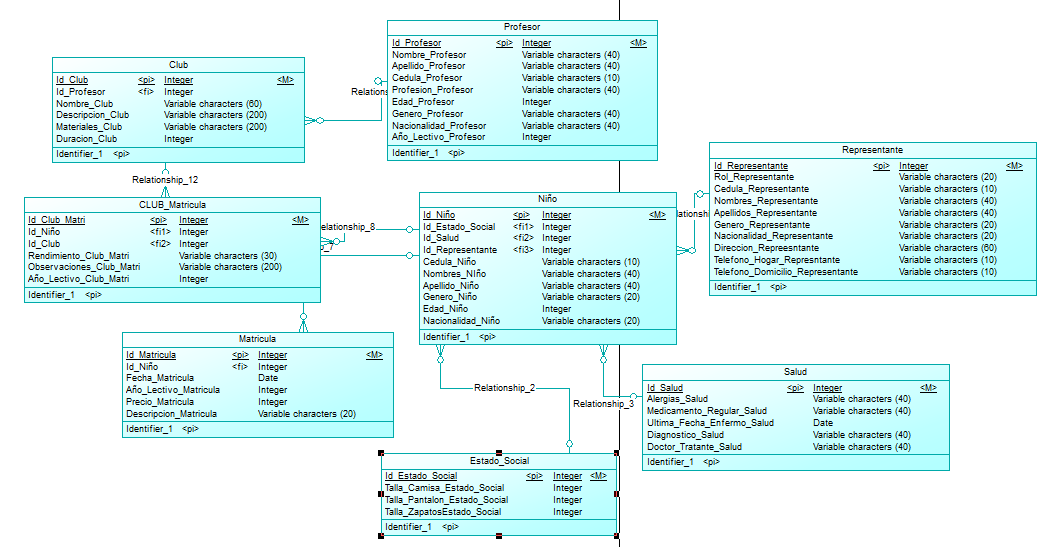 Profesor
Id_Profesor <pi> Integer <M>
Nombre_Profesor Variable characters (40)
Apellido_Profesor Variable characters (40)
Cedula_Profesor Variable characters (10)
Profesion_Profesor Variable characters (40)
Edad_Profesor Integer
Genero_Profesor Variable characters (40)
Nacionalidad_Profesor Variable characters (40)
Año_Lectivo_Profesor Integer
Identifier_1 <pi>
Club
Id_Club <pi> Integer <M>
Id_Profesor <fi> Integer
Nombre_Club Variable characters (60)
Descripcion_Club Variable characters (200)
Materiales_Club Variable characters (200)
Duracion_Club Integer
Identifier_1 <pi>
Relations
Relationship_12
Representante
Id_Representante <pi> Integer <M>
Rol_Representante Variable characters (20)
Cedula_Representante Variable characters (10)
Nombres_Representante Variable characters (40)
Apellidos_Representante Variable characters (40)
Genero_Representante Variable characters (20)
Nacionalidad_Representante Variable characters (20)
Direccion_Repreesntante Variable characters (60)
Telefono_Hogar_Representante Variable characters (10)
Telefono_Domicilio_Representante Variable characters (10)
Identifier_1 <pi>
CLUB_Matricula
Id_Club_Matri <pi> Integer <M>
Id_Niño <fi1> Integer
Id_Club <fi2> Integer
Rendimiento_Club_Matri Variable characters (30)
Observaciones_Club_Matri Variable characters (200)
Año_Lectivo_Club_Matri Integer
Identifier_1 <pi>
elationship_8
_7
Niño
Id_Niño <pi> Integer <M>
Id_Estado_Social <fi1> Integer
Id_Salud <fi2> Integer
Id_Representante <fi3> Integer
Cedula_Niño Variable characters (10)
Nombres_NIño Variable characters (40)
Apellido_Niño Variable characters (40)
Genero_Niño Variable characters (20)
Edad_Niño Integer
Nacionalidad_Niño Variable characters (20)
Identifier_1 <pi>
lationshi
Matricula
Id_Matricula <pi> Integer <M>
Id_Niño <fi> Integer
Fecha_Matricula Date
Año_Lectivo_Matricula Integer
Precio_Matricula Integer
Descripcion_Matricula Variable characters (20)
Identifier_1 <pi>
Relationship_2
Relationship_3
Salud
Id_Salud <pi> Integer <M>
Alergias_Salud Variable characters (40)
Medicamento_Regular_Salud Variable characters (40)
Ultima_Fecha_Enfermo_Salud Date
Diagnostico_Salud Variable characters (40)
Doctor_Tratante_Salud Variable characters (40)
Identifier_1 <pi>
Estado_Social
Id_Estado_Social <pi> Integer <M>
Talla_Camisa_Estado_Social Integer
Talla_Pantalon_Estado_Social Integer
Talla_ZapatosEstado_Social Integer
Identifier_1 <pi>